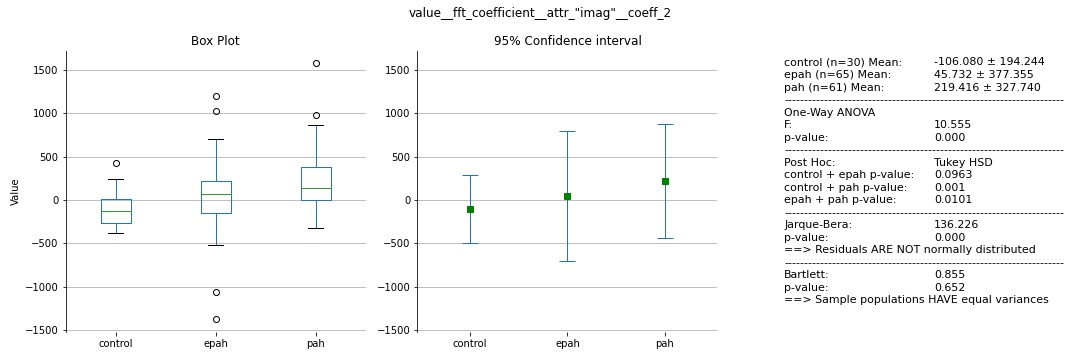 value__fft_coefficient__attr_"imag"__coeff_2
Box Plot
Value
1500
1000
500
0
−500
−1000
−1500
control
epah
pah
95% Confidence interval
1500
1000
500
0
−500
−1000
−1500
control
epah
pah
control (n=30) Mean: -106.080 ± 194.244
epah (n=65) Mean: 45.732 ± 377.355
pah (n=61) Mean: 219.416 ± 327.740
One-Way ANOVA
F: 10.555
p-value: 0.000
Post Hoc: Tukey HSD
control + epah p-value: 0.0963
control + pah p-value: 0.001
epah + pah p-value: 0.0101
Jarque-Bera: 136.226
p-value: 0.000
==> Residuals ARE NOT normally distributed
Bartlett: 0.855
p-value: 0.652
==> Sample populations HAVE equal variances